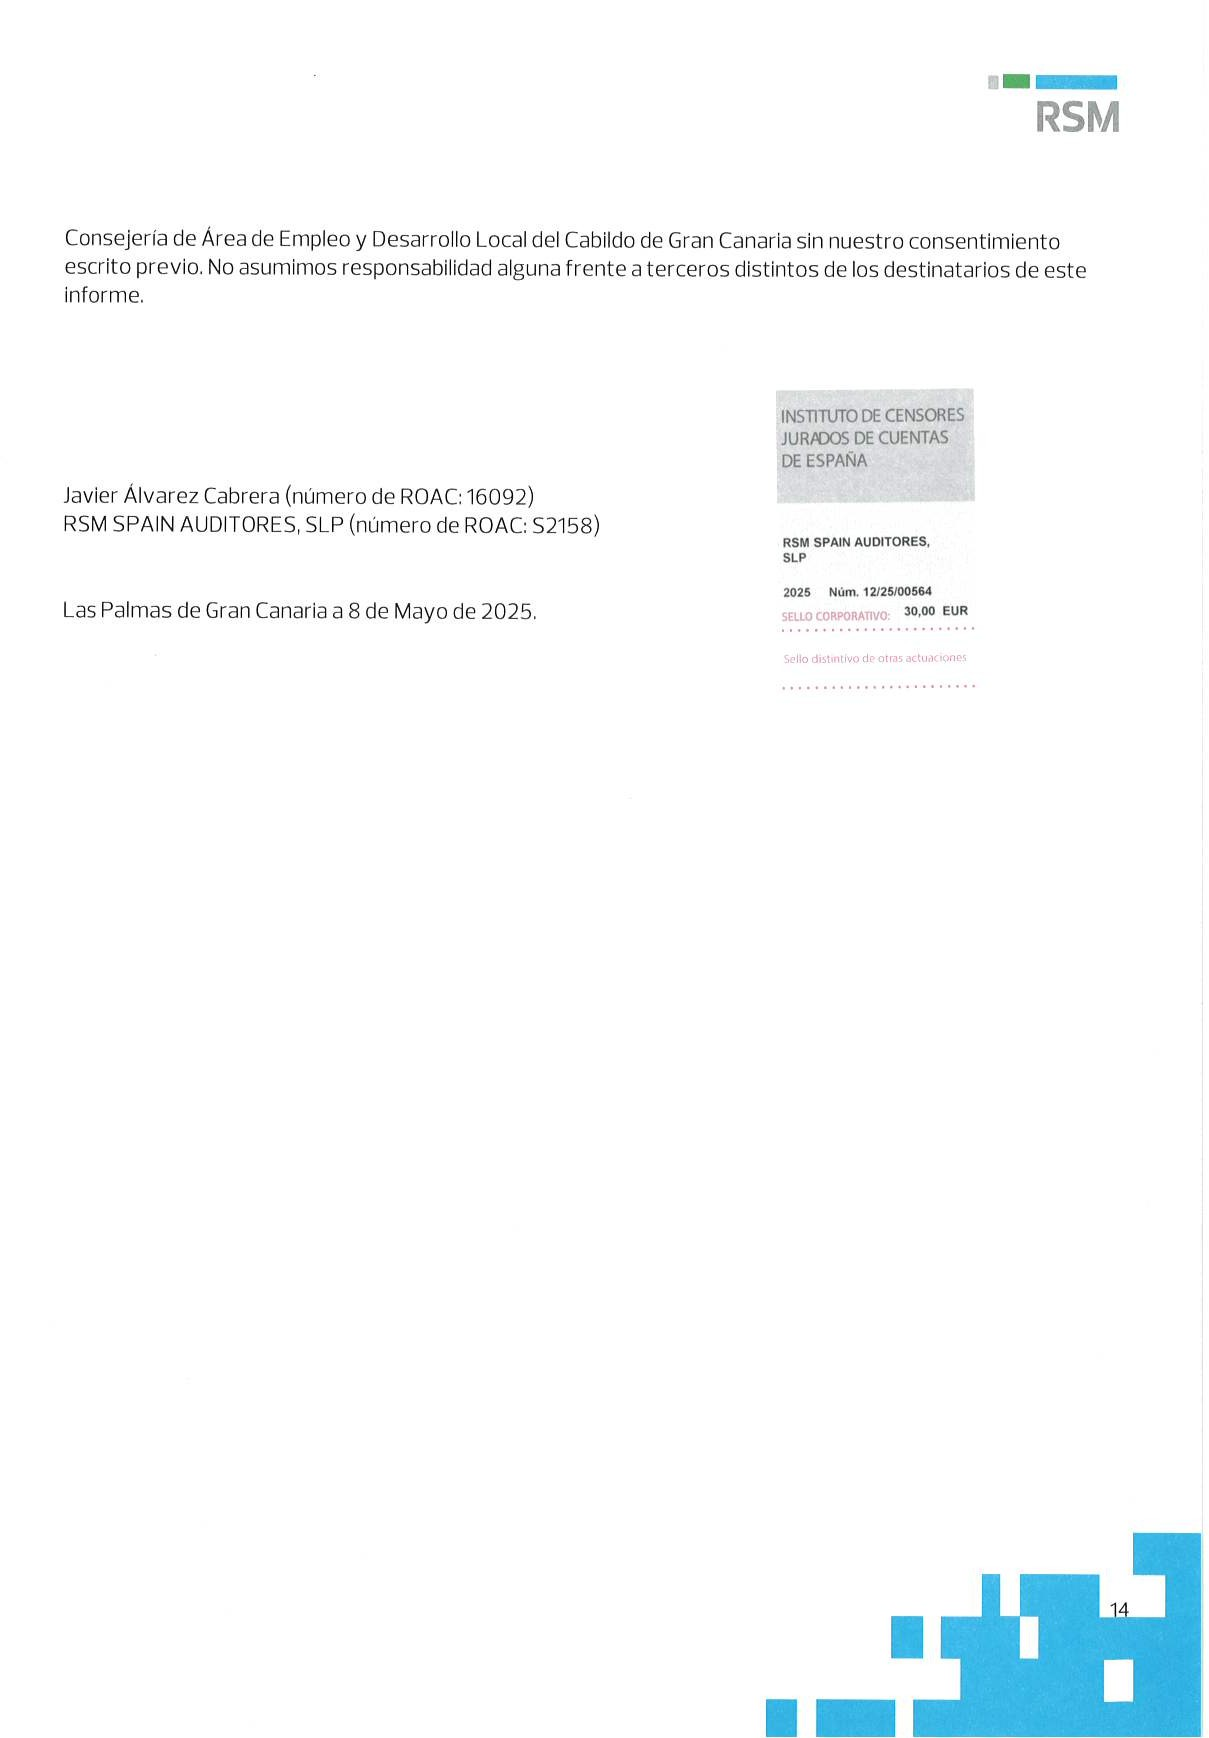 RSM
Consejería de Área de Empleo y Desarrollo Local del Cabildo de Gran Canaria sin nuestro consentimiento
escrito previo. No asumimos responsabilidad alguna frente a terceros distintos de los destinatarios de este
informe.
INSTITUTO DE CENSORES
JURADOS DE CUENTAS
DE ESPAÑA
Javier Álvarez Cabrera (número de ROAC: 16092)
RSM SPAIN AUDITORES, SLP (número de ROAC: S2158)
RSM SPAIN AUDITORES,
SLP
2025 Núm. 12/25/00564
SELLO CORPORATIVO: 30,00 EUR
Sello distintivo de otras actuaciones
Las Palmas de Gran Canaria a 8 de Mayo de 2025.
14